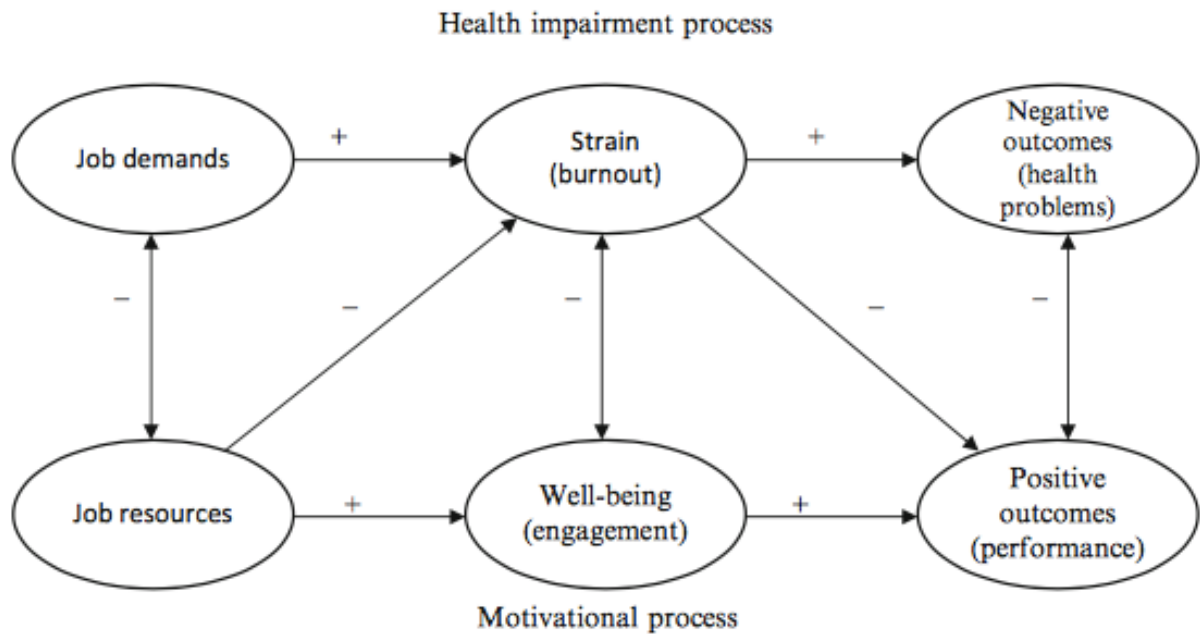 Health impairment process
Job demands
+
Strain
(burnout)
+
Negative
outcomes
(health
problems)
−
−
−
−
−
Job resources
+
Well-being
(engagement)
+
Positive
outcomes
(performance)
Motivational process